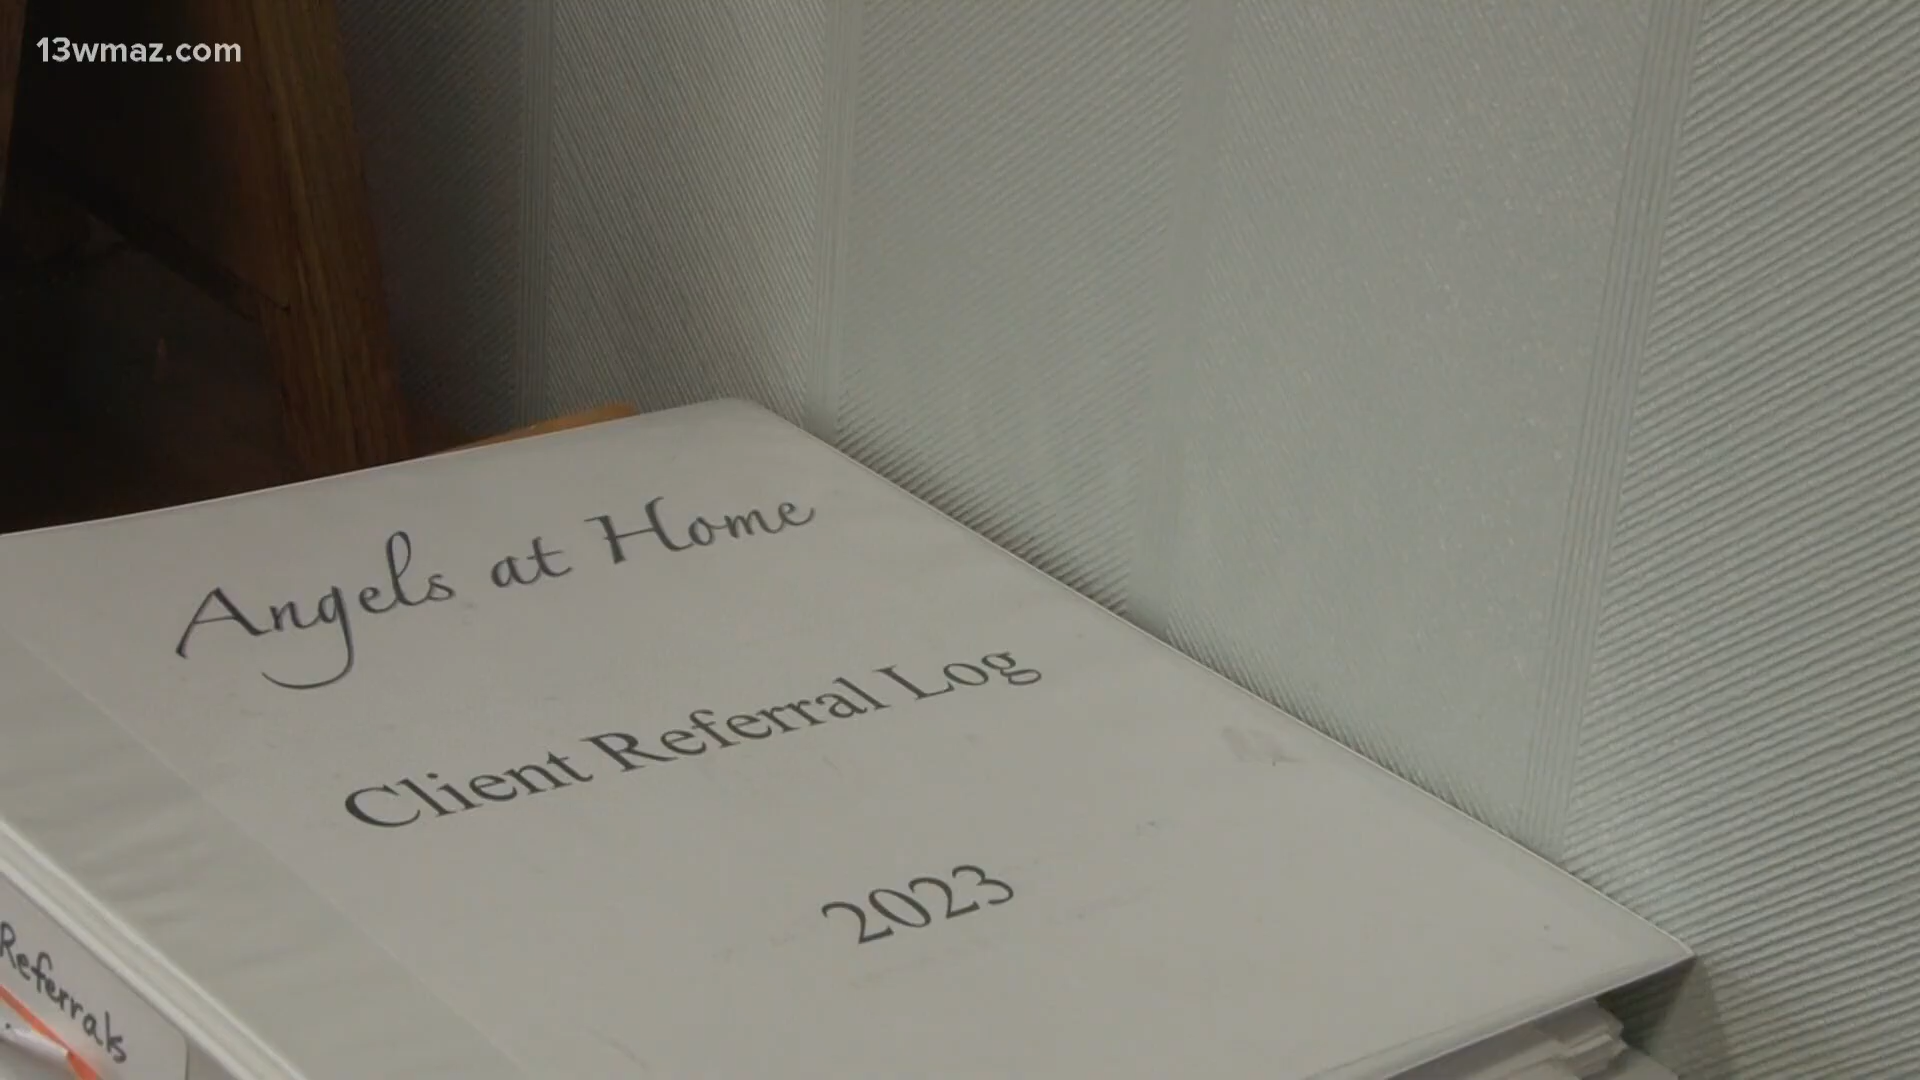 13wmaz.com
Angels at Home
Client Referral Log
2023
Referrals